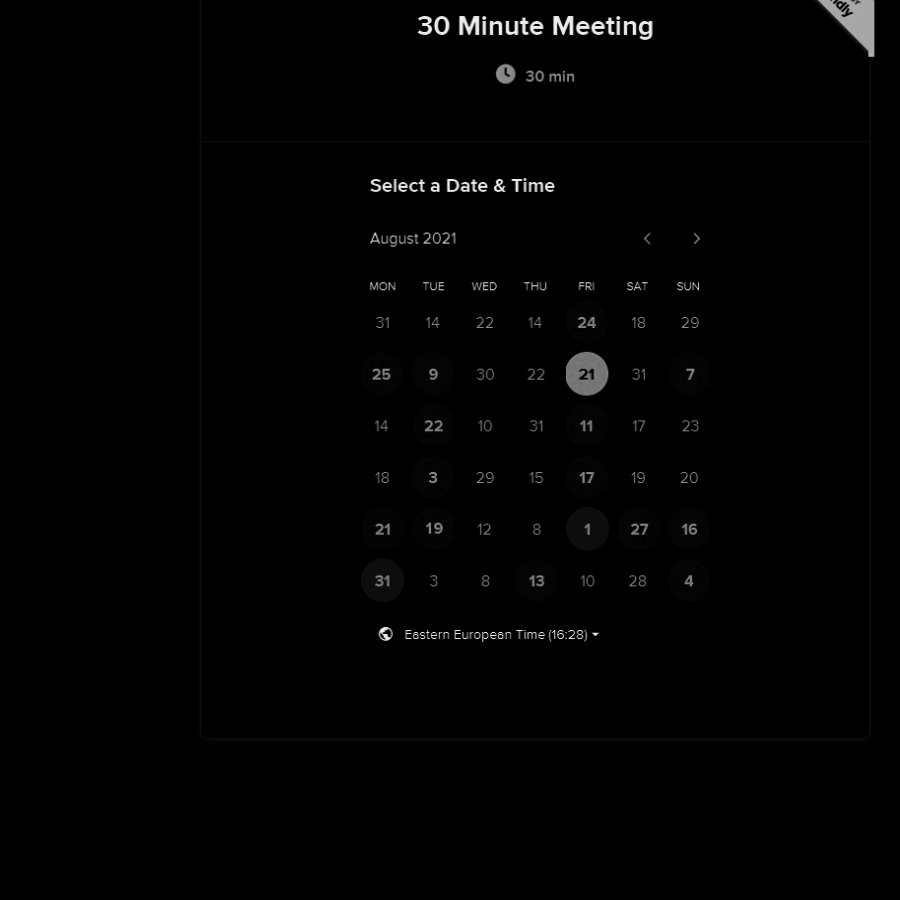 30 Minute Meeting
30 min
Select a Date & Time
August 2021
MON TUE WED THU FRI SAT SUN
31 14 22 14 24 18 29
25 9 30 22 21 31 7
14 22 10 31 11 17 23
18 3 29 15 17 19 20
21 19 12 8 1 27 16
31 3 8 13 10 28 4
Eastern European Time (16:28)